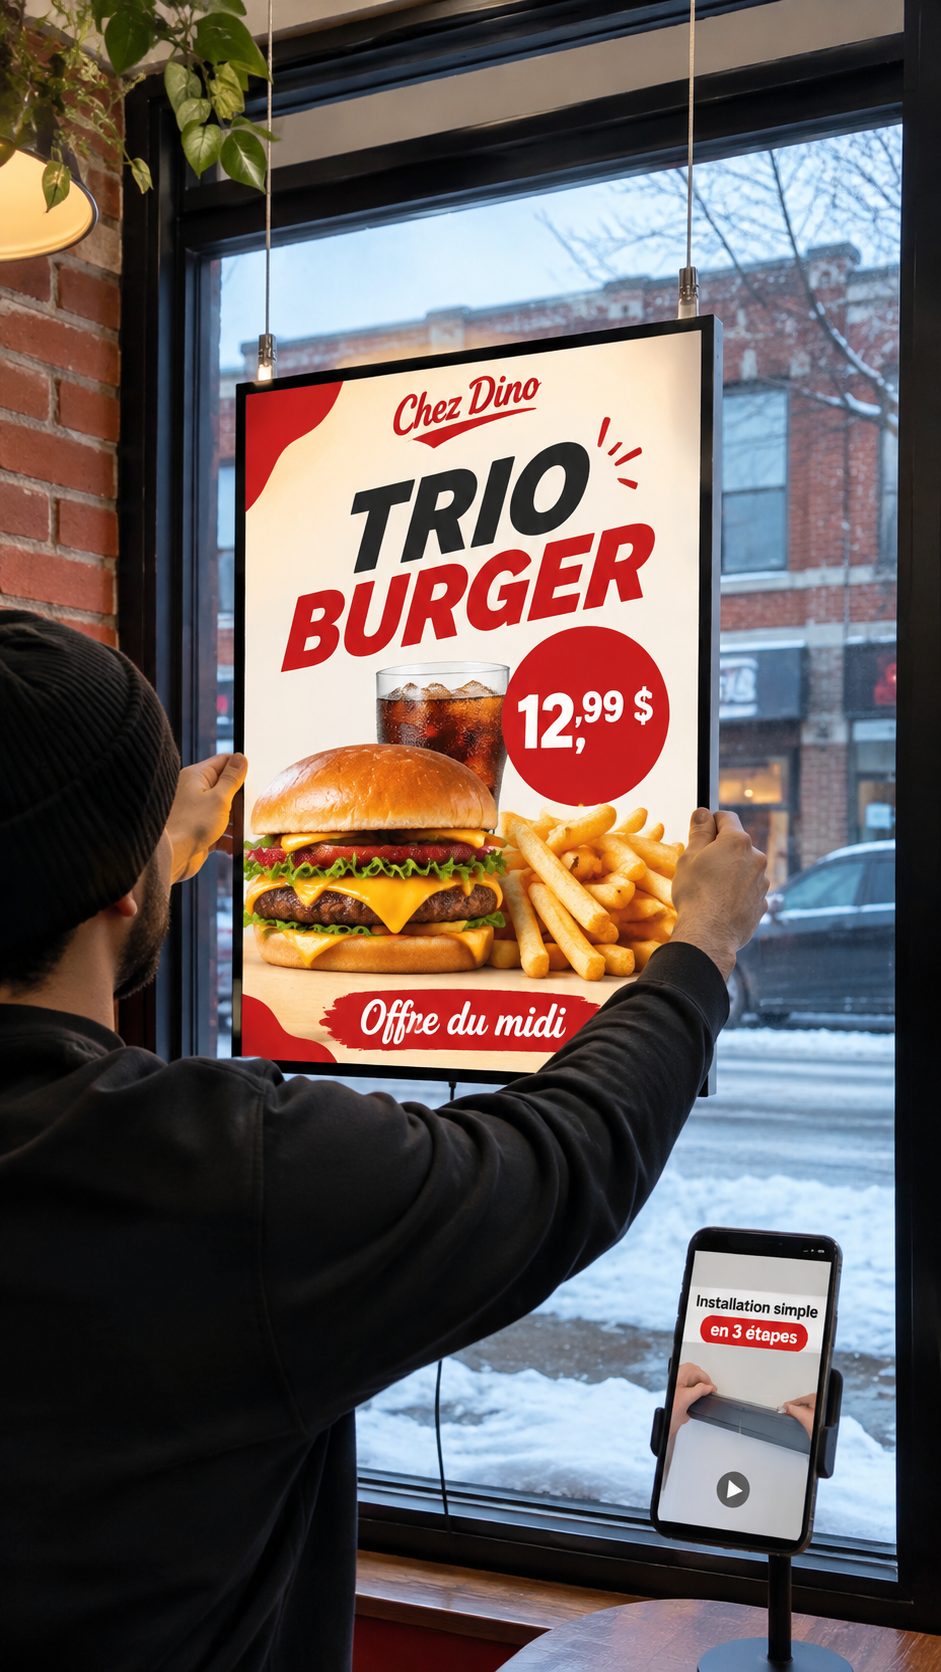 Chez Dino
TRIO
BURGER
12,99 $
Offre du midi
Installation simple
en 3 étapes